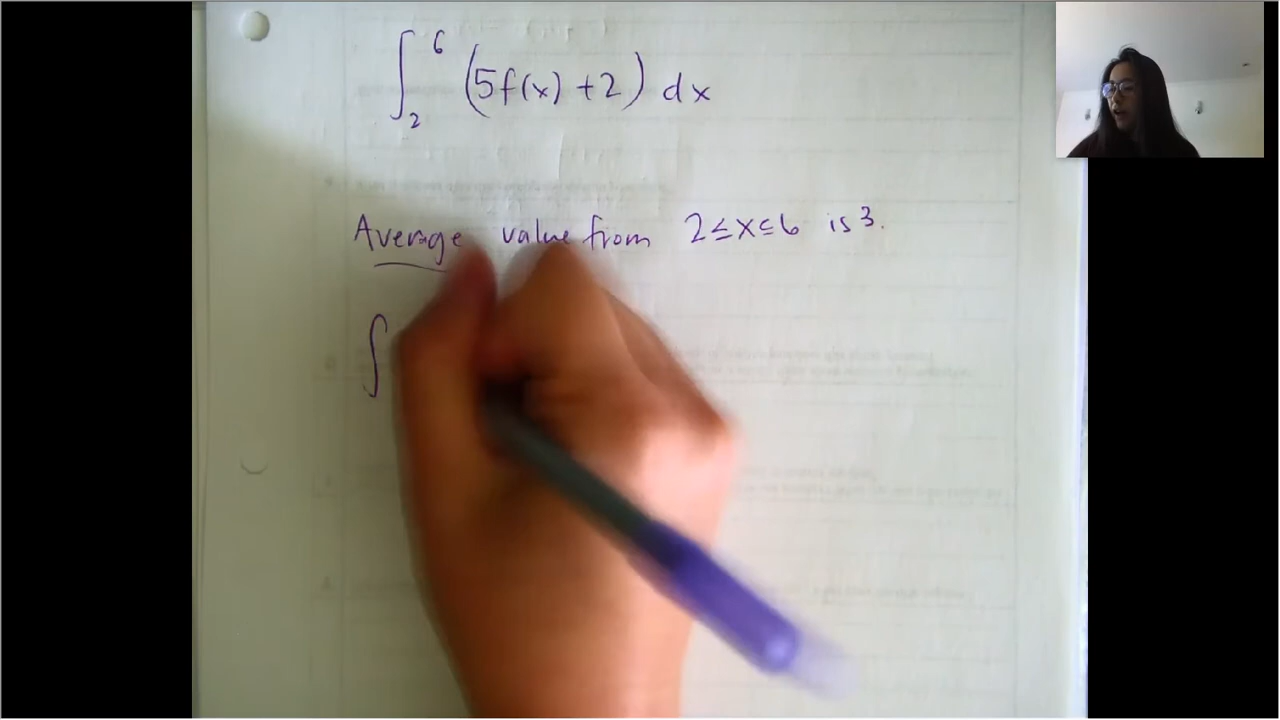 ∫₂⁶ (5f(x) + 2) dx
Average value from 2≤x≤6 is 3.
∫